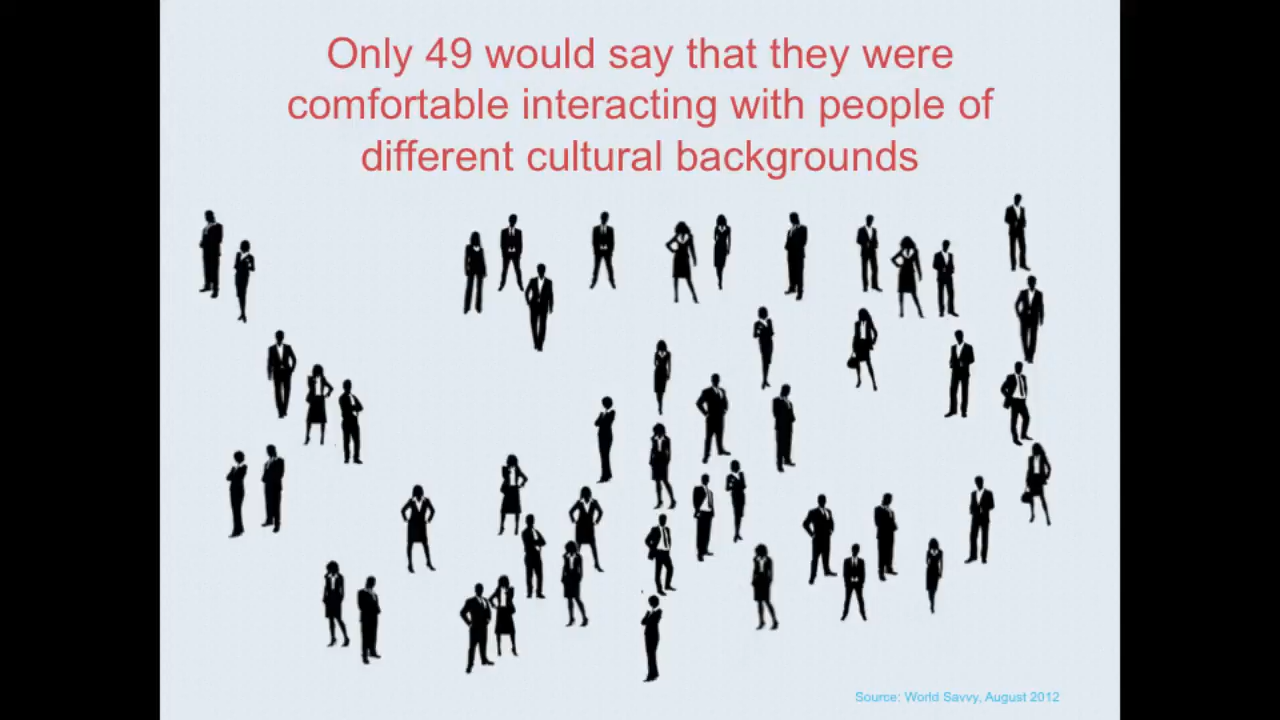 Only 49 would say that they were
comfortable interacting with people of
different cultural backgrounds
Source: World Savvy, August 2012